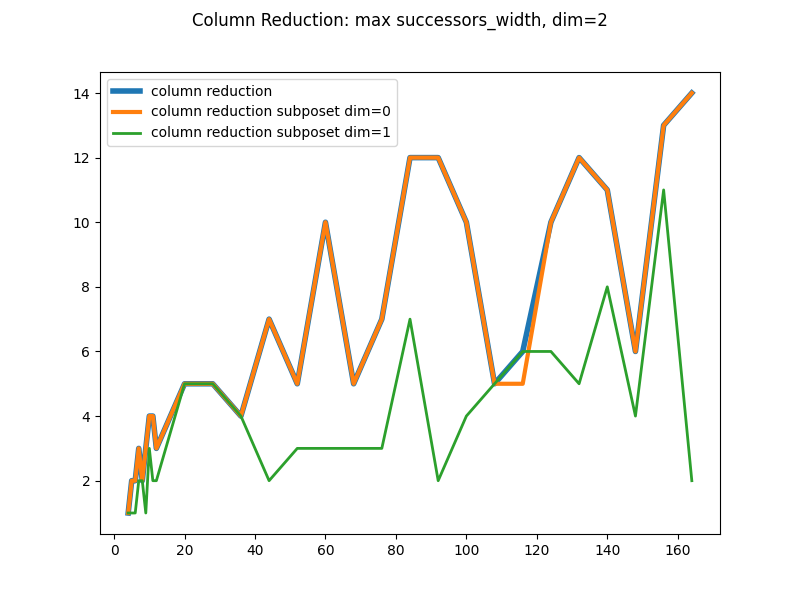 Column Reduction: max successors_width, dim=2
column reduction
column reduction subposet dim=0
column reduction subposet dim=1
14
12
10
8
6
4
2
0 20 40 60 80 100 120 140 160